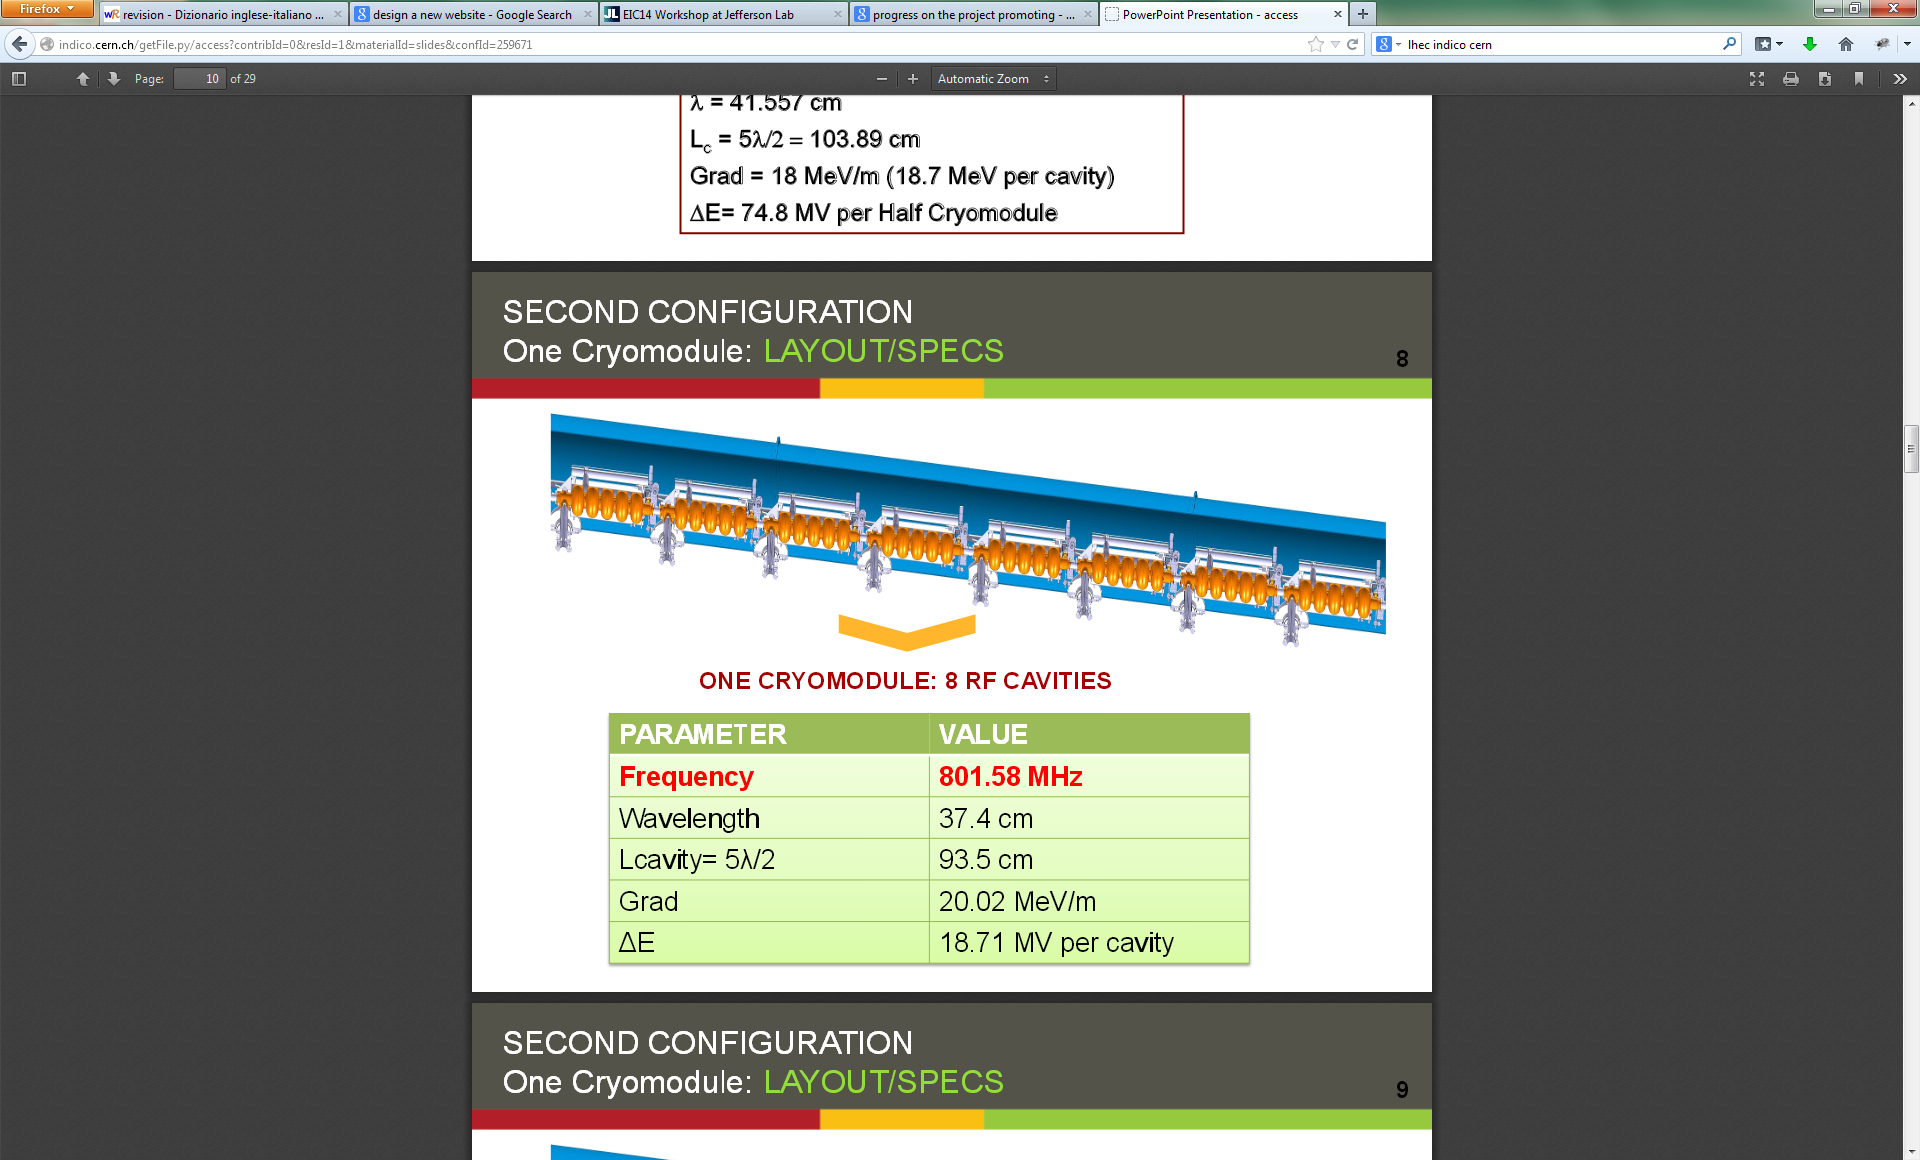 Firefox
revision - Dizionario inglese-italiano ...
design a new website - Google Search
EIC14 Workshop at Jefferson Lab
progress on the project promoting - ...
PowerPoint Presentation - access
indico.cern.ch/getFile.py/access?contribId=0&resId=1&materialId=slides&confId=259671
lhec indico cern
Page: 10 of 29
Automatic Zoom
λ = 41.557 cm
Lc = 5λ/2 = 103.89 cm
Grad = 18 MeV/m (18.7 MeV per cavity)
ΔE= 74.8 MV per Half Cryomodule
SECOND CONFIGURATION
One Cryomodule: LAYOUT/SPECS
8
ONE CRYOMODULE: 8 RF CAVITIES
PARAMETER VALUE
Frequency 801.58 MHz
Wavelength 37.4 cm
Lcavity= 5λ/2 93.5 cm
Grad 20.02 MeV/m
ΔE 18.71 MV per cavity
SECOND CONFIGURATION
One Cryomodule: LAYOUT/SPECS
9